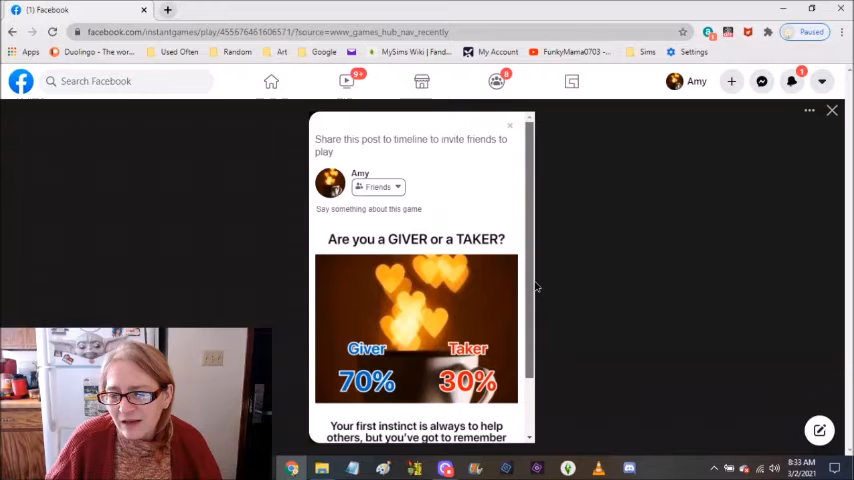 (1) Facebook
facebook.com/instantgames/play/455676461606571/?source=www_games_hub_nav_recently
Paused
Apps
Duolingo - The wor...
Used Often
Random
Art
Google
MySims Wiki | Fand...
My Account
FunkyMama0703 - ...
Sims
Settings
Search Facebook
9+
8
Amy
1
Share this post to timeline to invite friends to
play
Amy
Friends
Say something about this game
Are you a GIVER or a TAKER?
Giver
Taker
70%
30%
Your first instinct is always to help
others, but you've got to remember
8:33 AM
3/2/2021